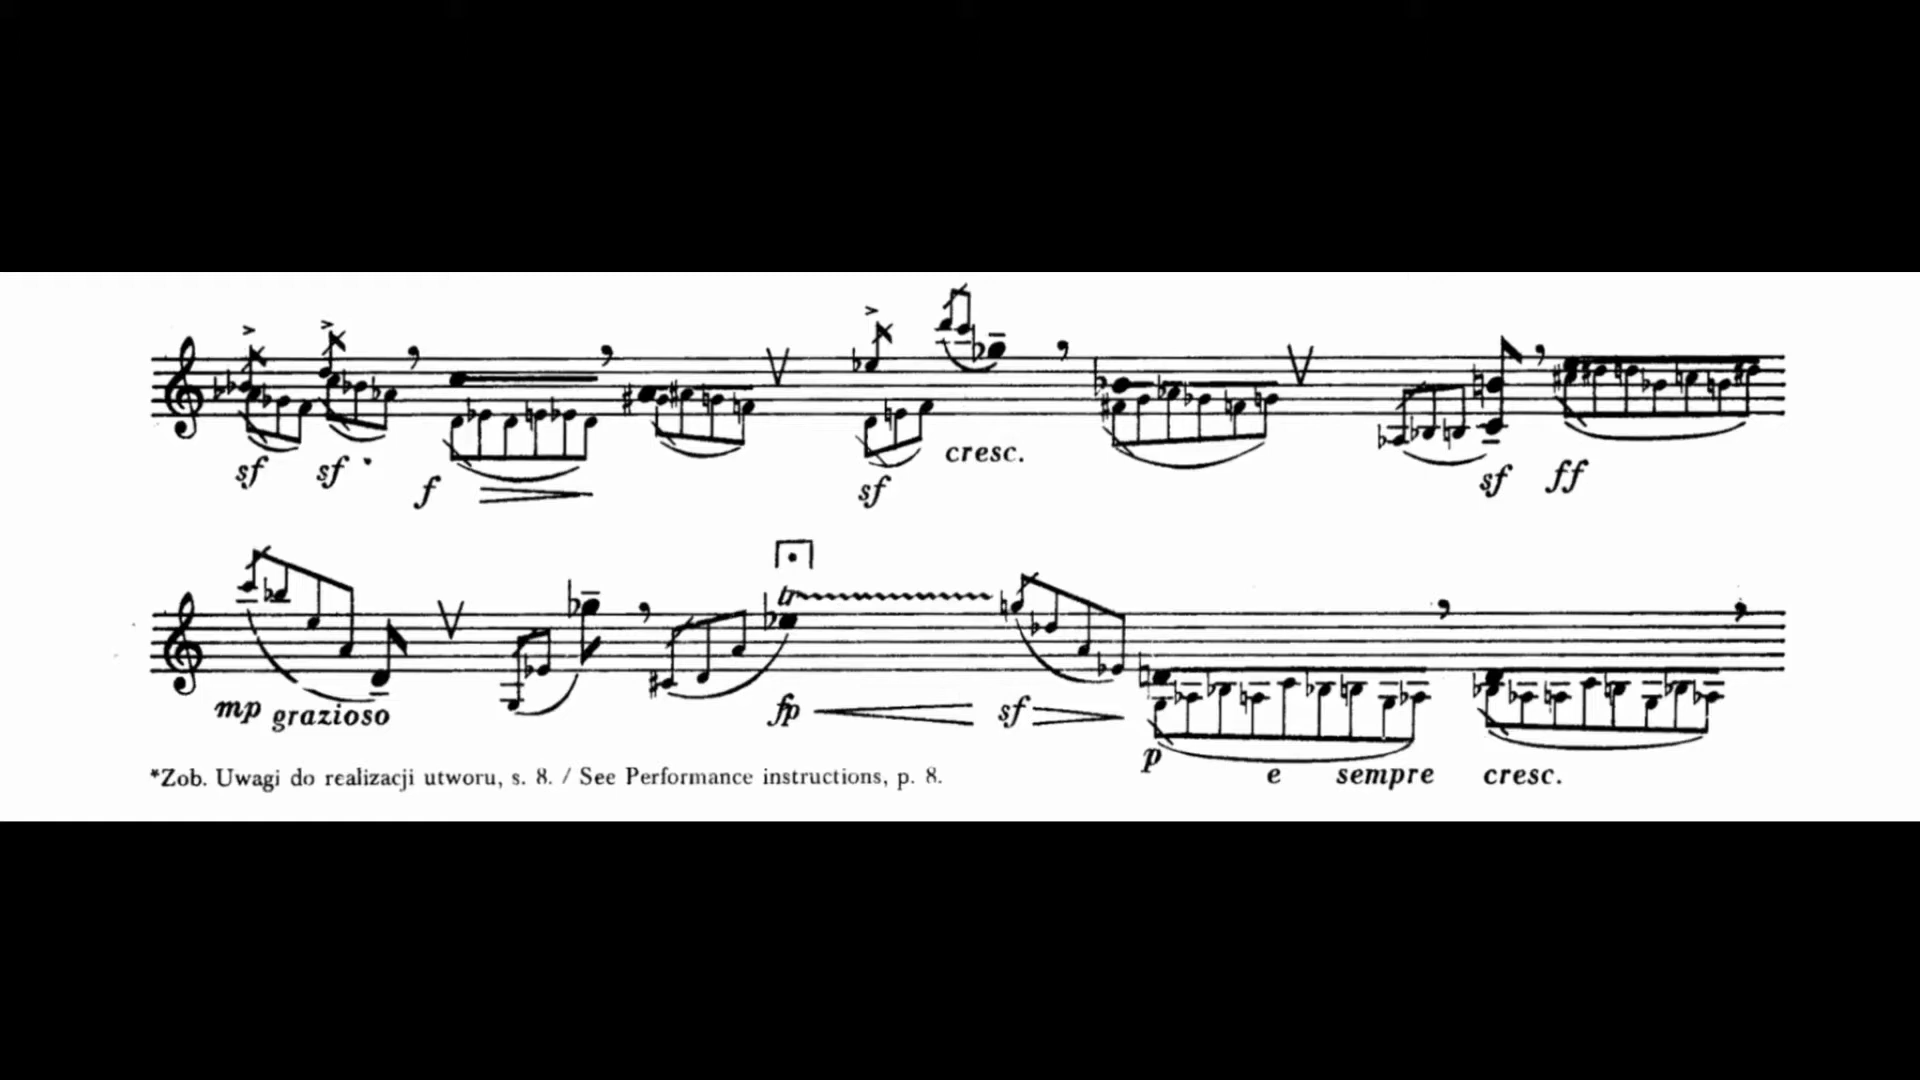 sf sf f sf cresc. sf ff
tr
mp grazioso fp sf
p e sempre cresc.
*Zob. Uwagi do realizacji utworu, s. 8. / See Performance instructions, p. 8.